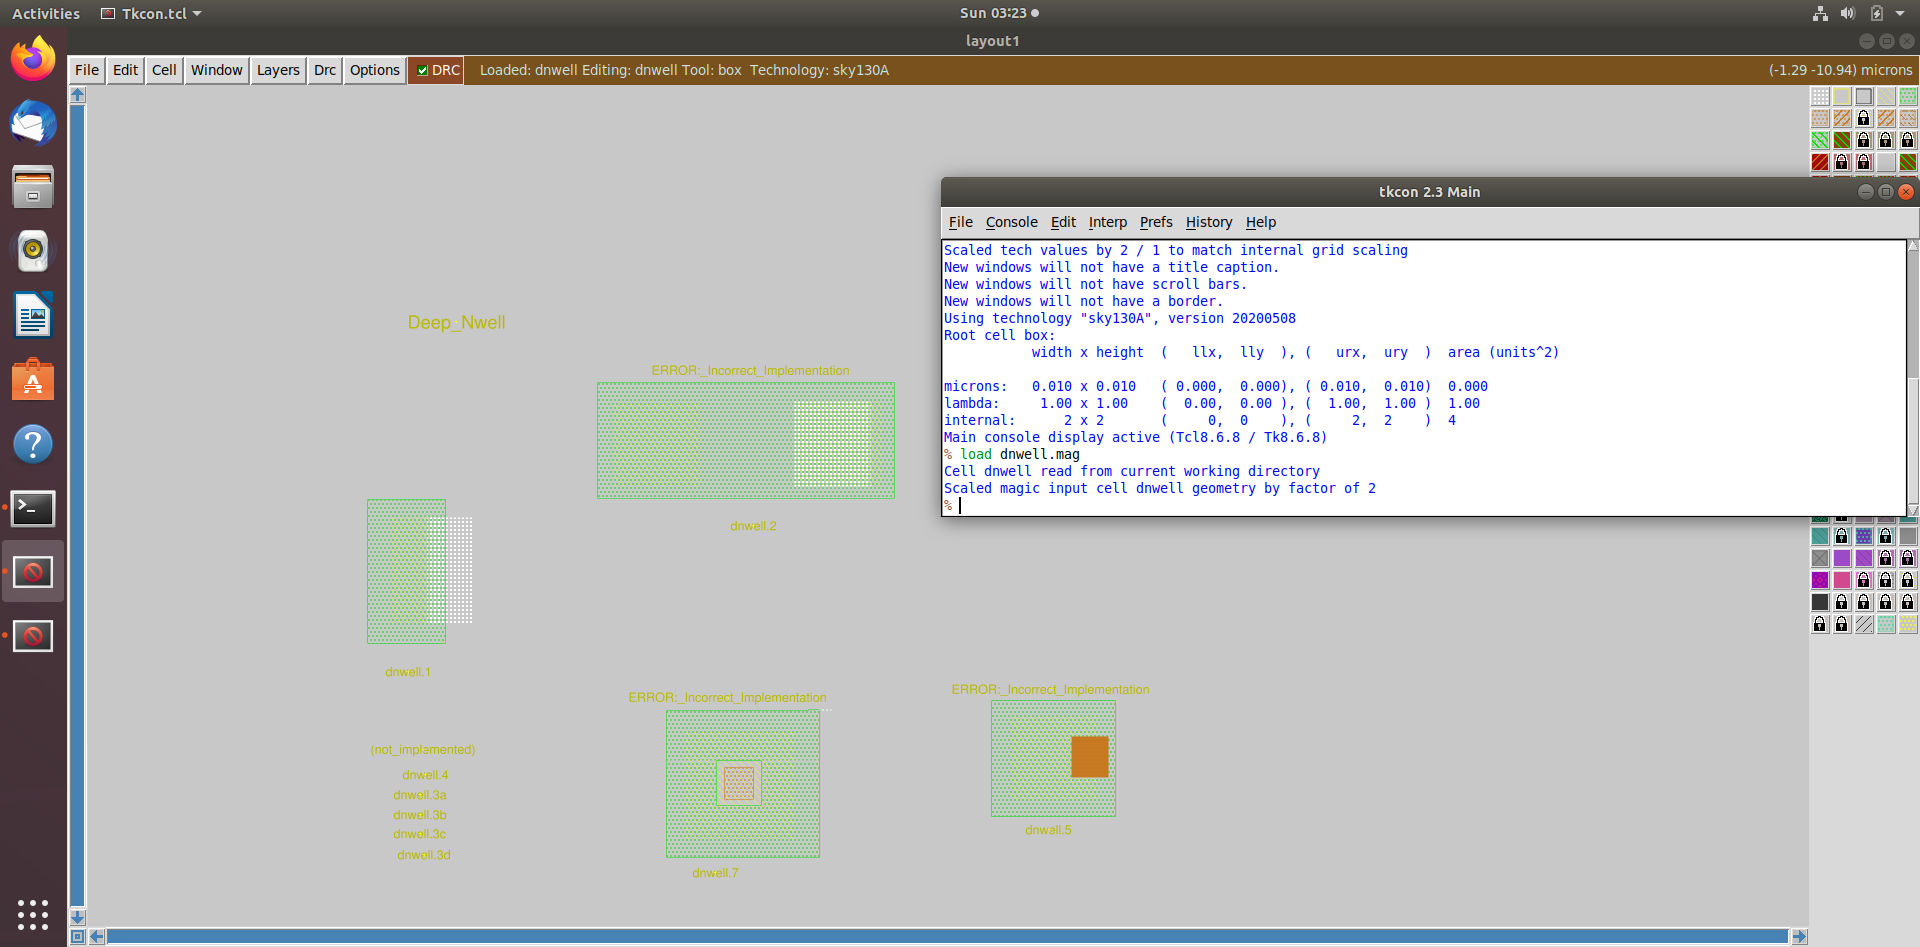 Activities Tkcon.tcl Sun 03:23
layout1
File Edit Cell Window Layers Drc Options DRC Loaded: dnwell Editing: dnwell Tool: box Technology: sky130A (-1.29 -10.94) microns
tkcon 2.3 Main
File Console Edit Interp Prefs History Help
Scaled tech values by 2 / 1 to match internal grid scaling
New windows will not have a title caption.
New windows will not have scroll bars.
New windows will not have a border.
Using technology "sky130A", version 20200508
Root cell box:
width x height ( llx, lly ), ( urx, ury ) area (units^2)
microns: 0.010 x 0.010 ( 0.000, 0.000), ( 0.010, 0.010) 0.000
lambda: 1.00 x 1.00 ( 0.00, 0.00 ), ( 1.00, 1.00 ) 1.00
internal: 2 x 2 ( 0, 0 ), ( 2, 2 ) 4
Main console display active (Tcl8.6.8 / Tk8.6.8)
% load dnwell.mag
Cell dnwell read from current working directory
Scaled magic input cell dnwell geometry by factor of 2
%
Deep_Nwell
ERROR:_Incorrect_Implementation
dnwell.2
dnwell.1
ERROR:_Incorrect_Implementation
dnwell.7
ERROR:_Incorrect_Implementation
dnwell.5
(not_implamented)
dnwell.4
dnwell.3a
dnwell.3b
dnwell.3c
dnwell.3d